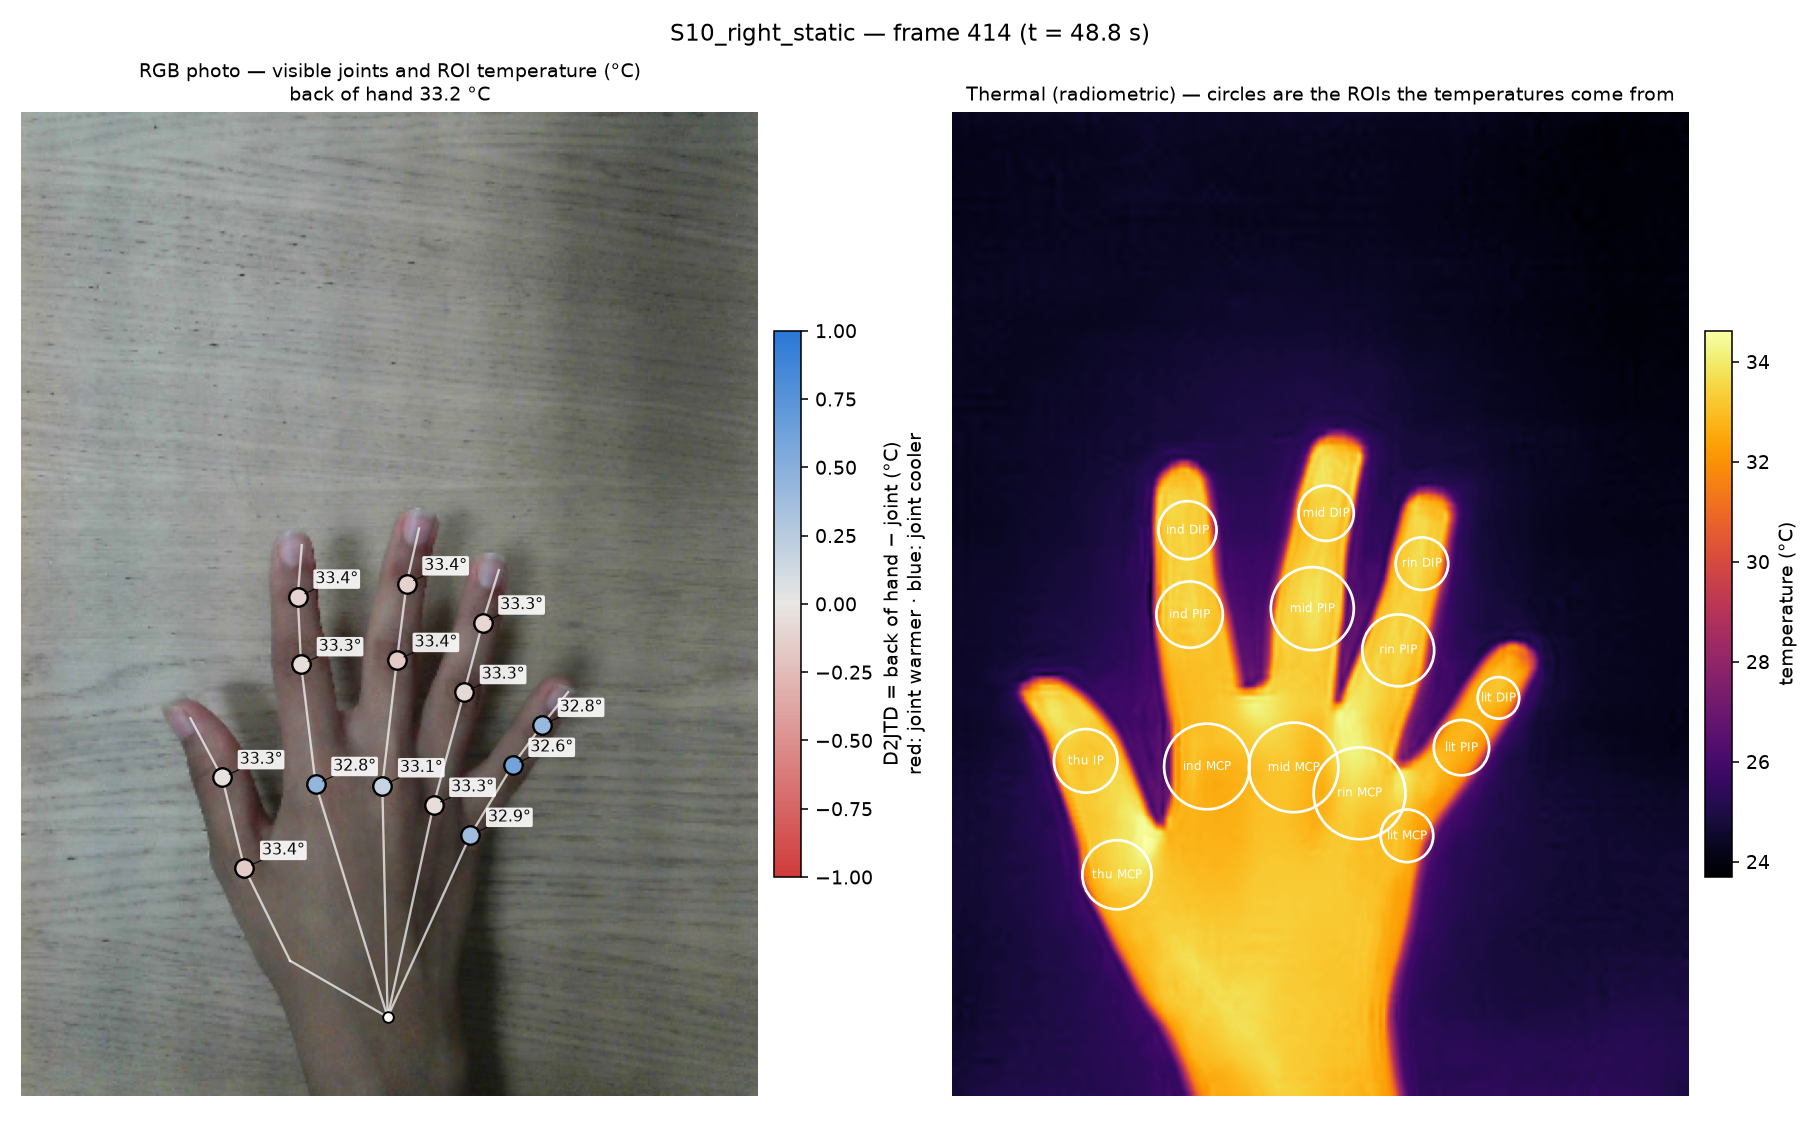 S10_right_static — frame 414 (t = 48.8 s)
RGB photo — visible joints and ROI temperature (°C)
back of hand 33.2 °C
33.4°
33.4°
33.3°
33.3°
33.4°
33.3°
32.8°
32.6°
33.3°
32.8°
33.1°
33.3°
32.9°
33.4°
1.00
0.75
0.50
0.25
0.00
−0.25
−0.50
−0.75
−1.00
D2JTD = back of hand − joint (°C)
red: joint warmer · blue: joint cooler
Thermal (radiometric) — circles are the ROIs the temperatures come from
mid DIP
ind DIP
rin DIP
mid PIP
ind PIP
rin PIP
lit DIP
lit PIP
thu IP
ind MCP
mid MCP
rin MCP
lit MCP
thu MCP
34
32
30
28
26
24
temperature (°C)